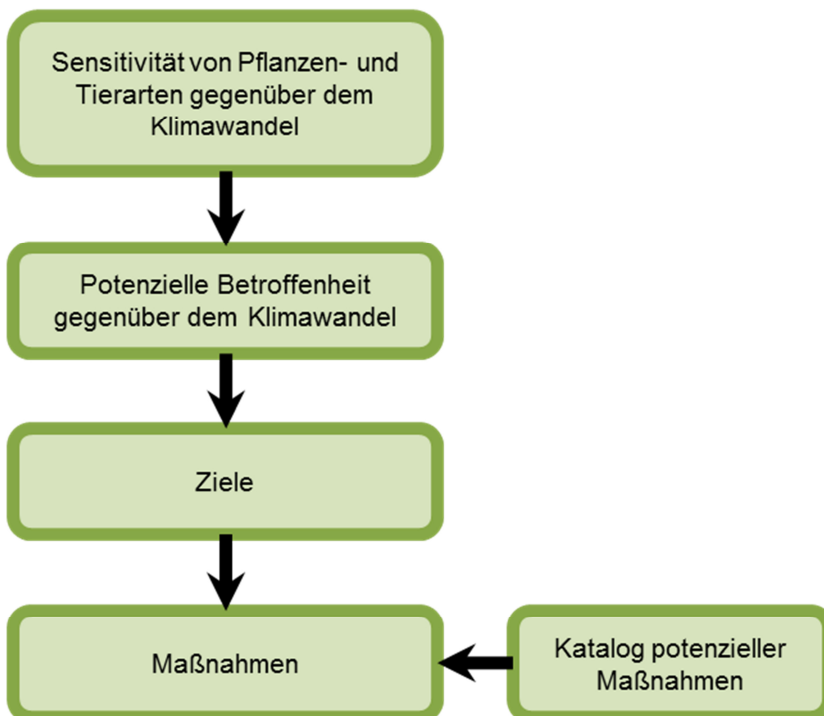 Sensitivität von Pflanzen- und
Tierarten gegenüber dem
Klimawandel
Potenzielle Betroffenheit
gegenüber dem Klimawandel
Ziele
Maßnahmen
Katalog potenzieller
Maßnahmen